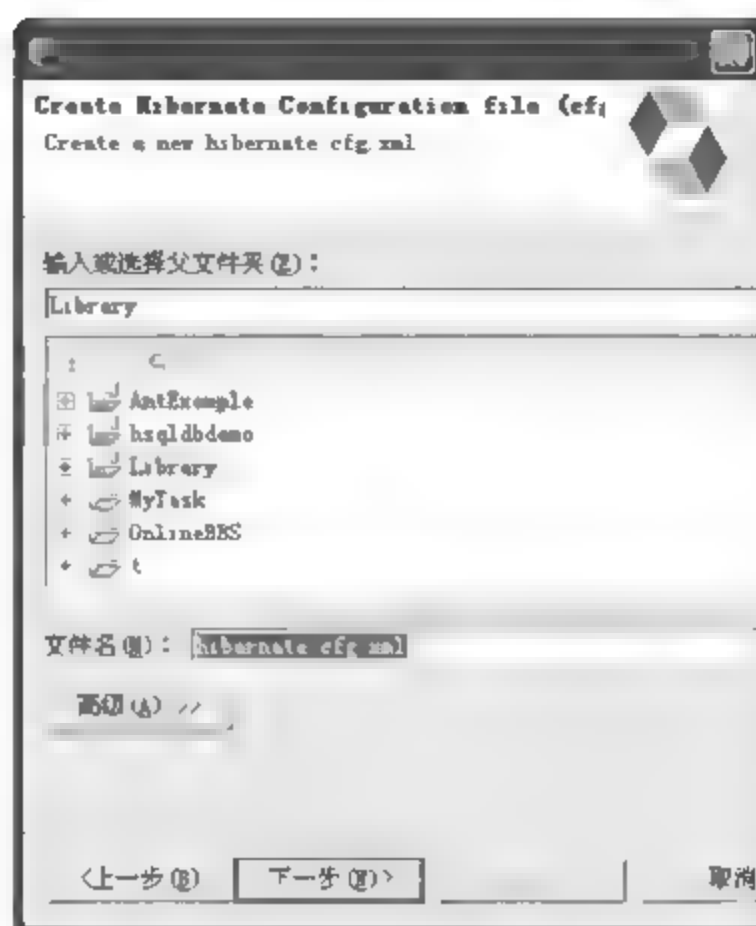 Create Hibernate Configuration file (cf
Create a new hibernate cfg.xml
输入或选择父文件夹(E):
Library
AntExample
hsqldbdemo
Library
MyTask
OnlineBBS
t
文件名(M): hibernate cfg xml
高级(A) >>
<上一步(B) 下一步(N)> 取消